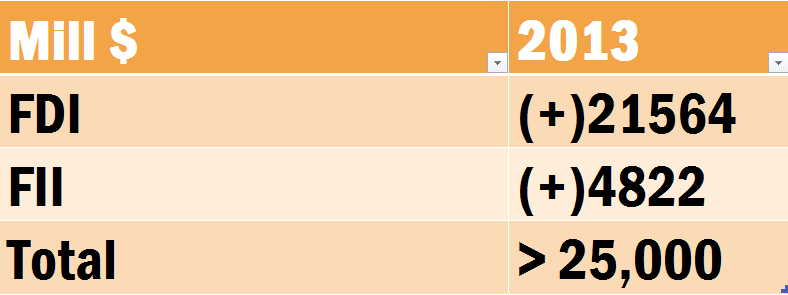 Mill $ 2013
FDI (+)21564
FII (+)4822
Total > 25,000